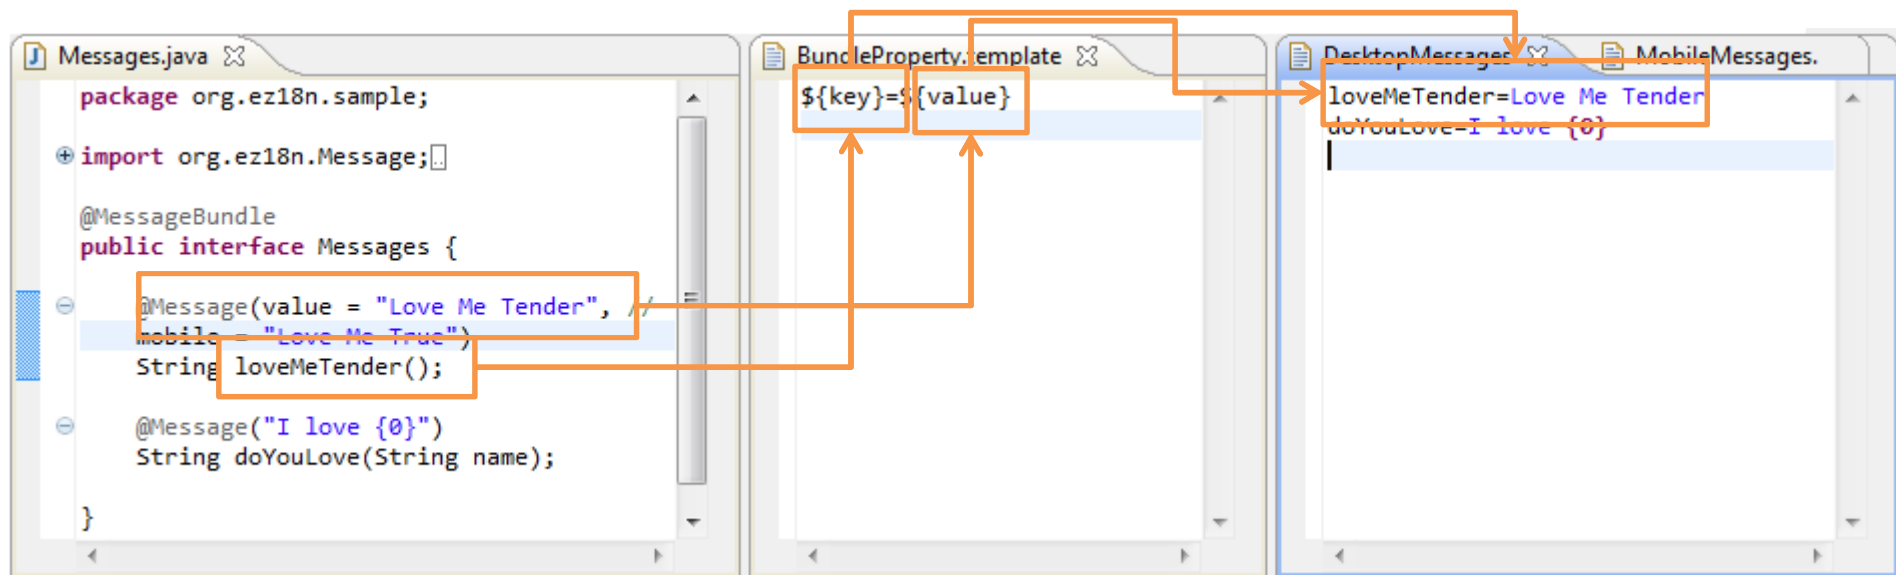 Messages.java
package org.ez18n.sample;
import org.ez18n.Message;
@MessageBundle
public interface Messages {
@Message(value = "Love Me Tender", //
mobile = "Love Me True")
String loveMeTender();
@Message("I love {0}")
String doYouLove(String name);
}
BundleProperty.template
${key}=${value}
DesktopMessages
MobileMessages.
loveMeTender=Love Me Tender
doYouLove=I love {0}